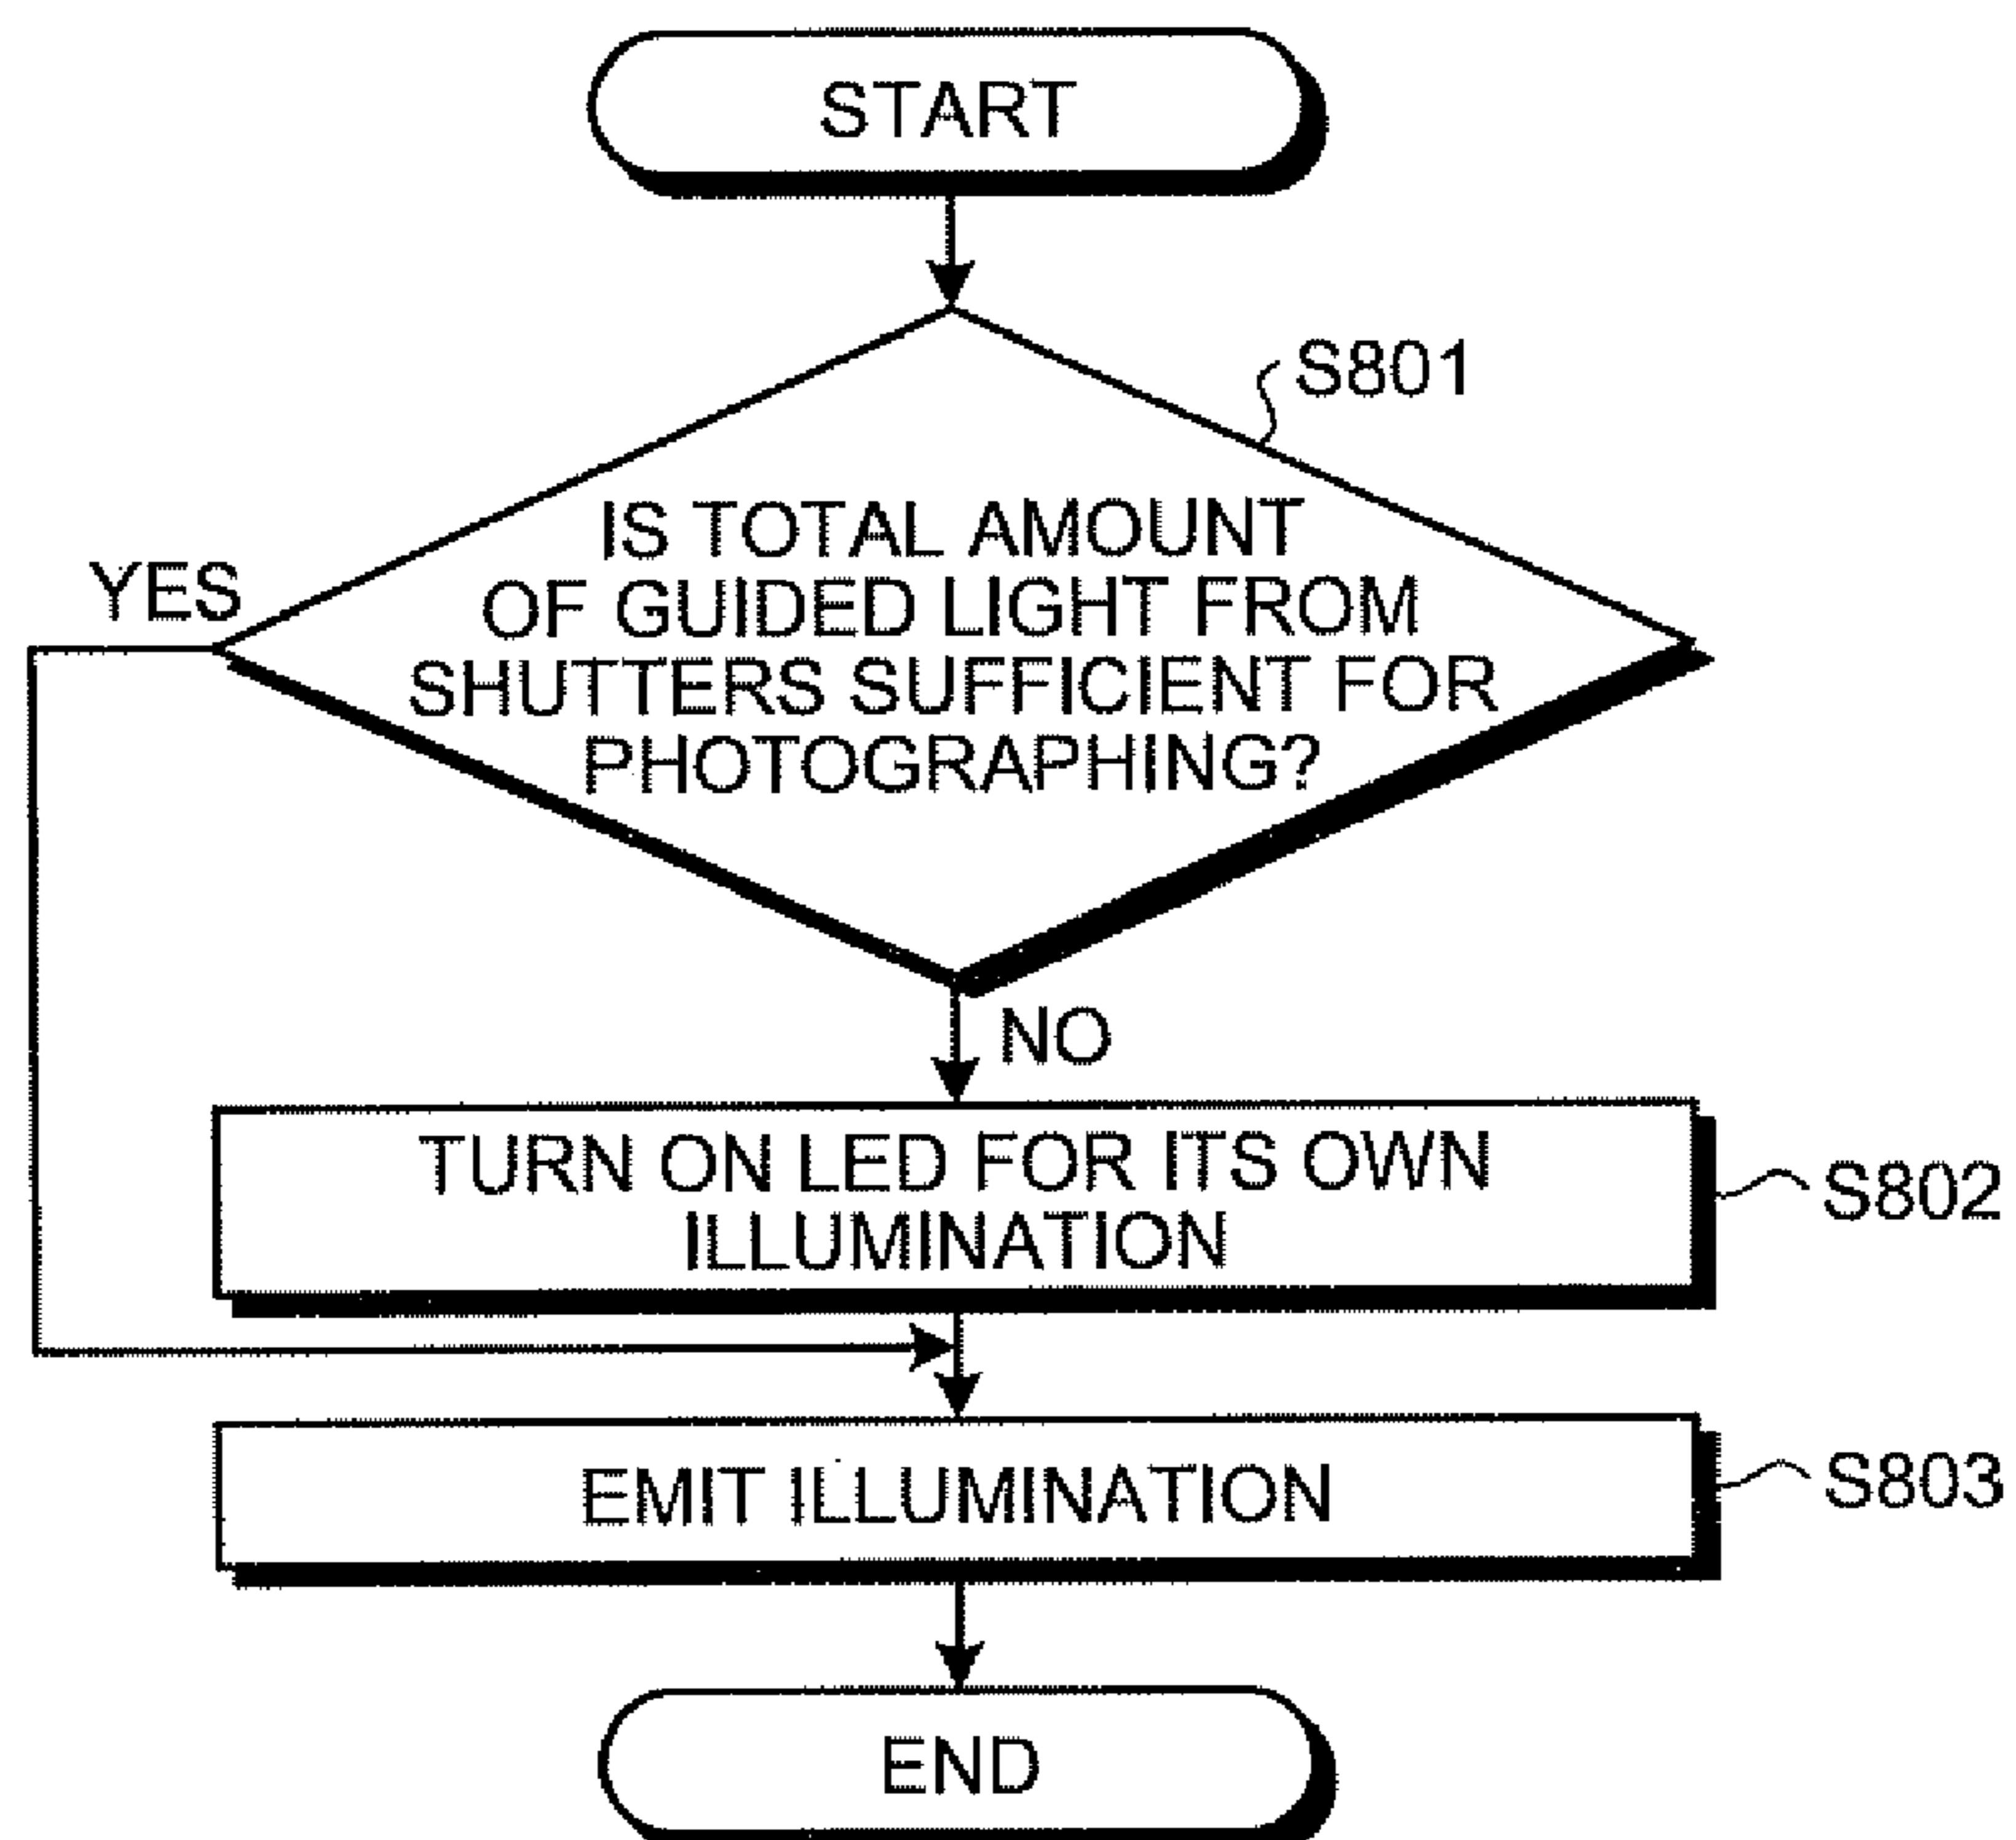 START
S801
IS TOTAL AMOUNT
OF GUIDED LIGHT FROM
SHUTTERS SUFFICIENT FOR
PHOTOGRAPHING?
YES
NO
TURN ON LED FOR ITS OWN
ILLUMINATION
S802
EMIT ILLUMINATION
S803
END